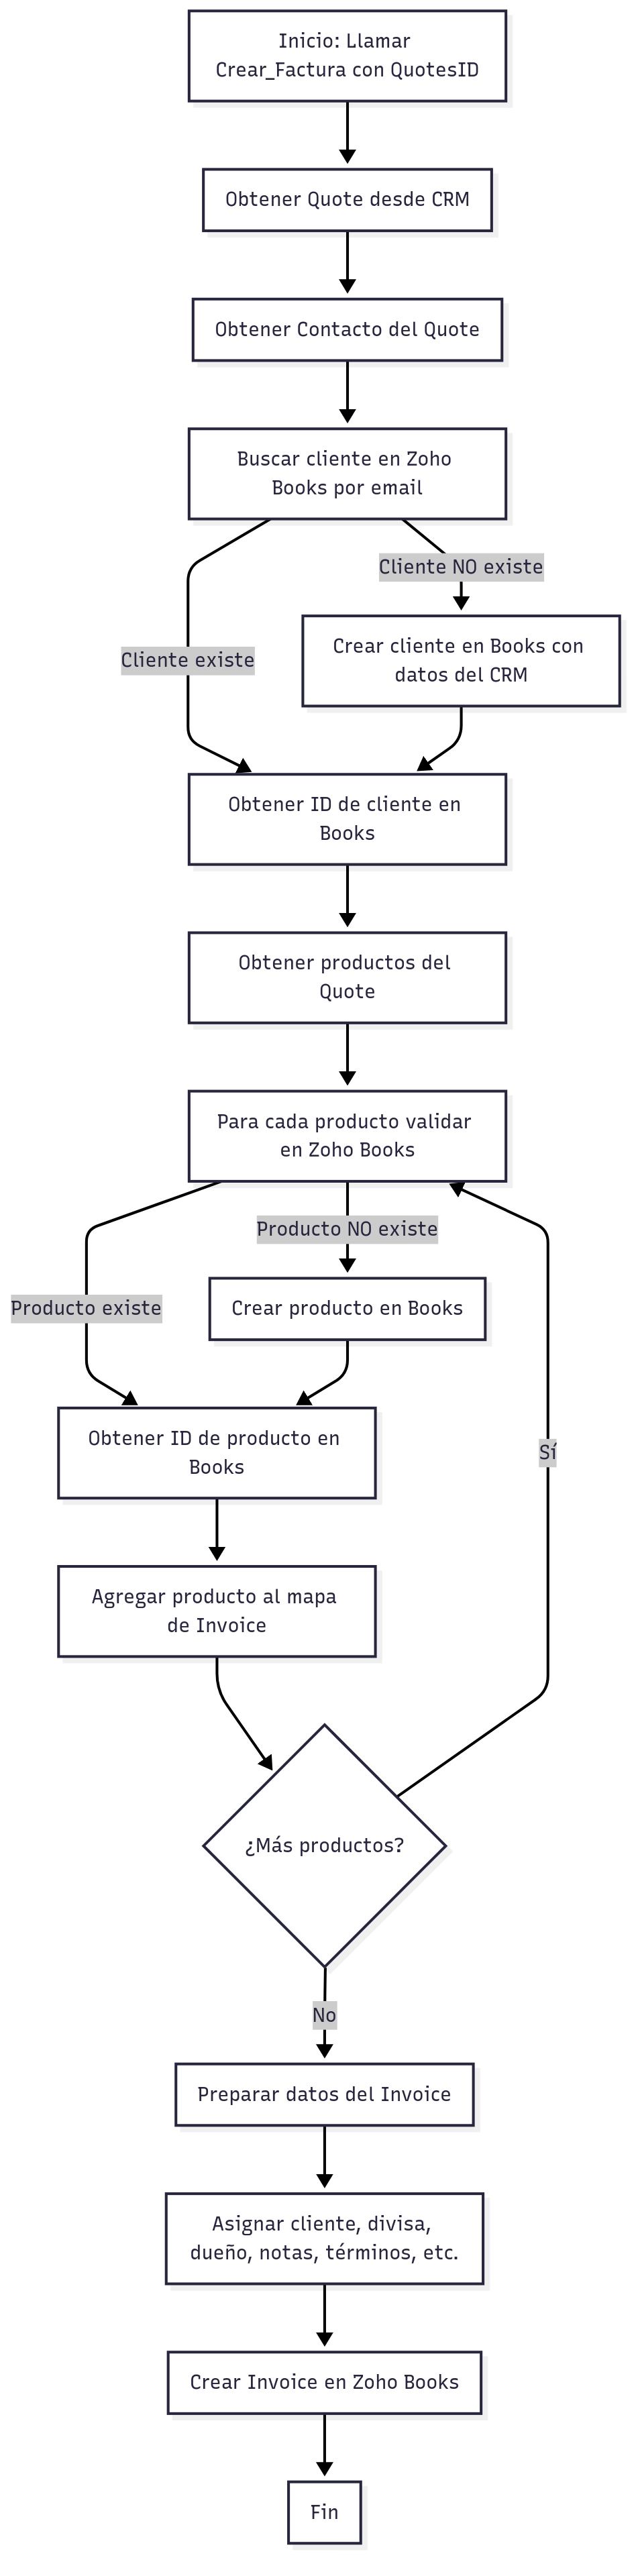 Inicio: Llamar
Crear_Factura con QuotesID
Obtener Quote desde CRM
Obtener Contacto del Quote
Buscar cliente en Zoho
Books por email
Cliente NO existe
Crear cliente en Books con
datos del CRM
Cliente existe
Obtener ID de cliente en
Books
Obtener productos del
Quote
Para cada producto validar
en Zoho Books
Producto NO existe
Producto existe
Crear producto en Books
Obtener ID de producto en
Books
Sí
Agregar producto al mapa
de Invoice
¿Más productos?
No
Preparar datos del Invoice
Asignar cliente, divisa,
dueño, notas, términos, etc.
Crear Invoice en Zoho Books
Fin